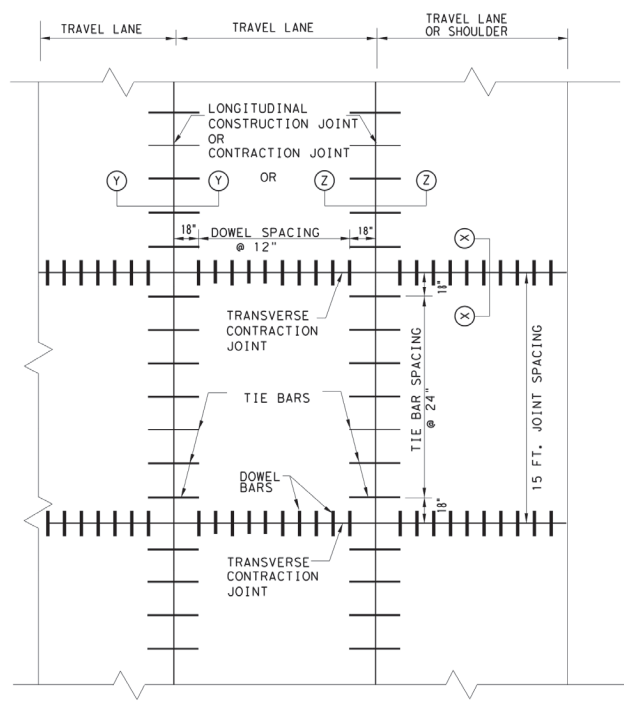 TRAVEL LANE
TRAVEL LANE
TRAVEL LANE
OR SHOULDER
LONGITUDINAL
CONSTRUCTION JOINT
OR
CONTRACTION JOINT
OR
Y
Y
Z
Z
18"
DOWEL SPACING
@ 12"
18"
X
X
TRANSVERSE
CONTRACTION
JOINT
18"
TIE BAR SPACING
@ 24"
15 FT. JOINT SPACING
TIE BARS
DOWEL
BARS
18"
TRANSVERSE
CONTRACTION
JOINT